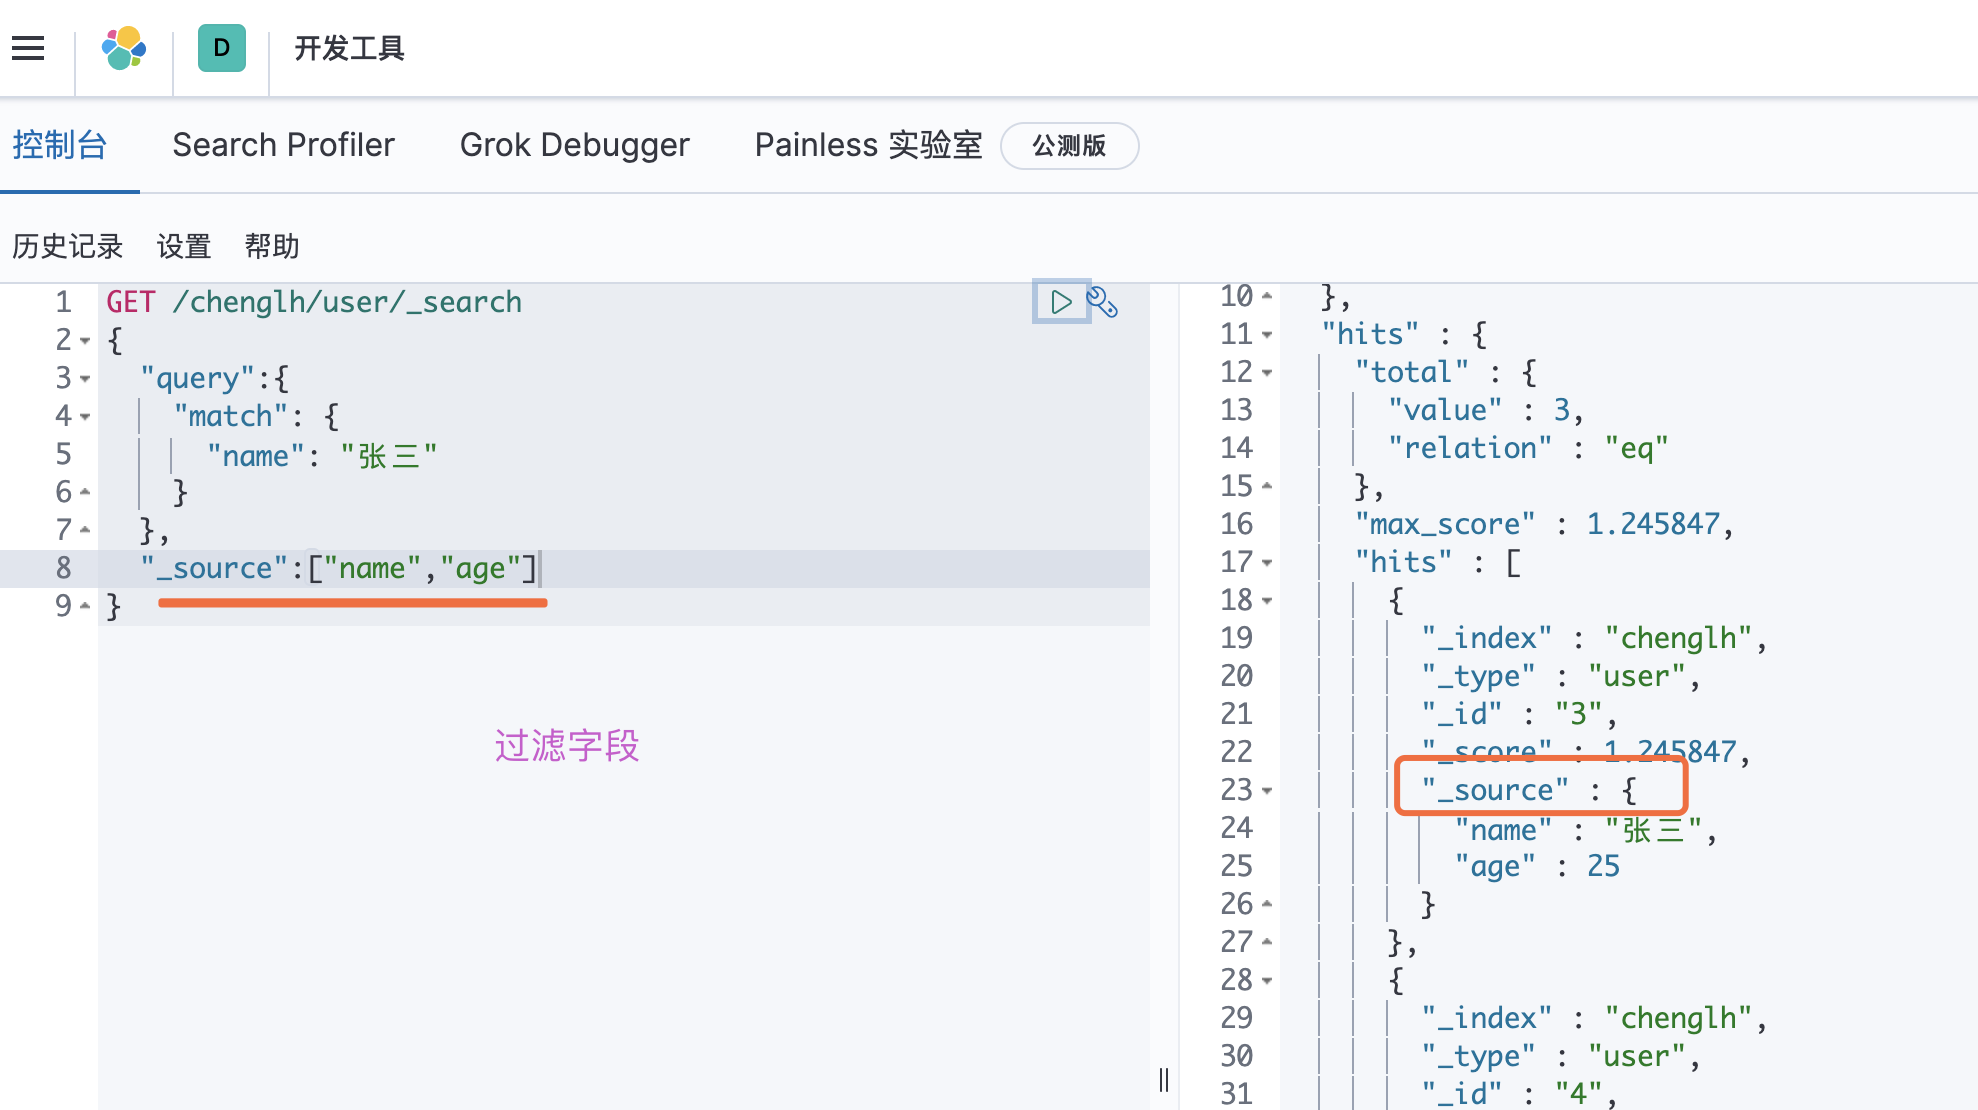 D 开发工具
控制台 Search Profiler Grok Debugger Painless 实验室 公测版
历史记录 设置 帮助
1 GET /chenglh/user/_search
2 {
3 "query":{
4 "match": {
5 "name": "张三"
6 }
7 },
8 "_source":["name","age"]
9 }
过滤字段
10 },
11 "hits" : {
12 "total" : {
13 "value" : 3,
14 "relation" : "eq"
15 },
16 "max_score" : 1.245847,
17 "hits" : [
18 {
19 "_index" : "chenglh",
20 "_type" : "user",
21 "_id" : "3",
22 "_score" : 1.245847,
23 "_source" : {
24 "name" : "张三",
25 "age" : 25
26 }
27 },
28 {
29 "_index" : "chenglh",
30 "_type" : "user",
31 "_id" : "4",